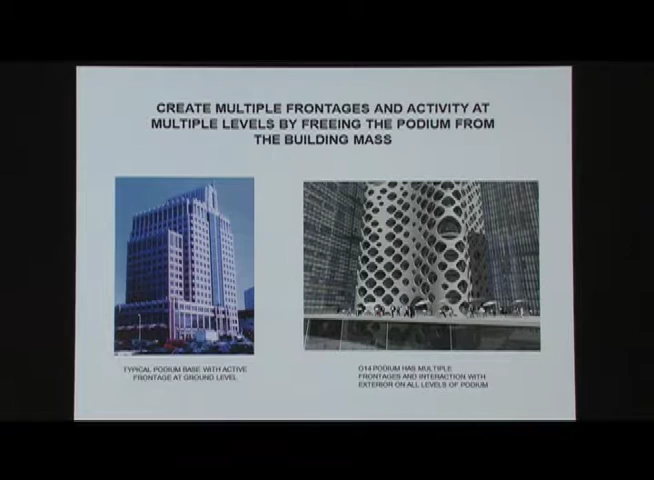 CREATE MULTIPLE FRONTAGES AND ACTIVITY AT
MULTIPLE LEVELS BY FREEING THE PODIUM FROM
THE BUILDING MASS
TYPICAL PODIUM BASE WITH ACTIVE
FRONTAGE AT GROUND LEVEL
O14 PODIUM HAS MULTIPLE
FRONTAGES AND INTERACTION WITH
EXTERIOR ON ALL LEVELS OF PODIUM